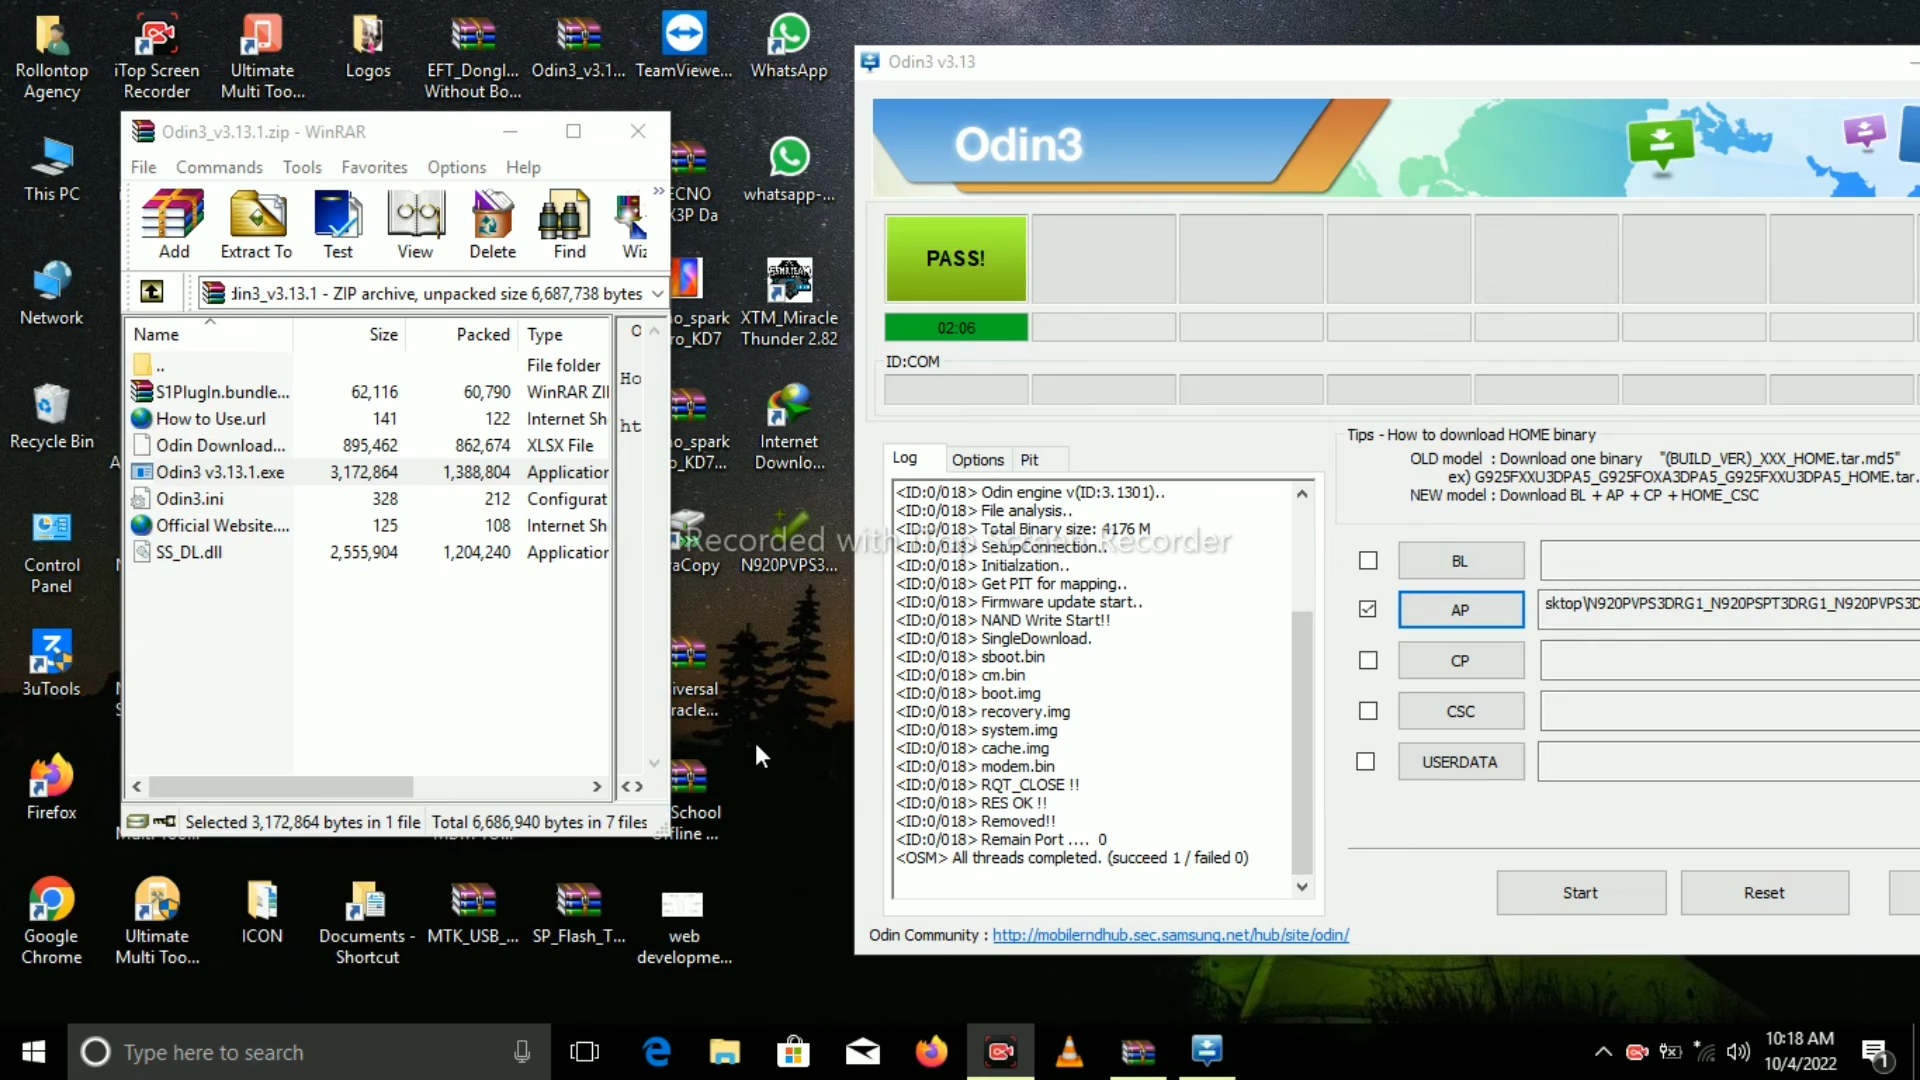 Rollontop
Agency
iTop Screen
Recorder
Ultimate
Multi Too...
Logos
EFT_Dongl...
Without Bo...
Odin3_v3.1...
TeamViewe...
WhatsApp
This PC
Network
Recycle Bin
Control
Panel
3uTools
Firefox
Google
Chrome
Ultimate
Multi Too...
ICON
Documents -
Shortcut
MTK_USB_...
SP_Flash_T...
web
developme...
ECNO
whatsapp-...
o_spark
XTM_Miracle
Thunder 2.82
o_spark
Internet
Downlo...
N920PVPS3...
Odin3_v3.13.1.zip - WinRAR
File Commands Tools Favorites Options Help
Add Extract To Test View Delete Find
- ZIP archive, unpacked size 6,687,738 bytes
Name Size Packed Type
.. File folder
S1PlugIn.bundle... 62,116 60,790 WinRAR ZI
How to Use.url 141 122 Internet Sh
Odin Download... 895,462 862,674 XLSX File
Odin3 v3.13.1.exe 3,172,864 1,388,804 Application
Odin3.ini 328 212 Configurat
Official Website.... 125 108 Internet Sh
SS_DL.dll 2,555,904 1,204,240 Application
Ho
ht
Selected 3,172,864 bytes in 1 file Total 6,686,940 bytes in 7 files
Odin3 v3.13
Odin3
PASS!
02:06
ID:COM
Log Options Pit
<ID:0/018> Odin engine v(ID:3.1301)..
<ID:0/018> File analysis..
<ID:0/018> Total Binary size: 4176 M
<ID:0/018> SetupConnection..
<ID:0/018> Initialzation..
<ID:0/018> Get PIT for mapping..
<ID:0/018> Firmware update start..
<ID:0/018> NAND Write Start!!
<ID:0/018> SingleDownload.
<ID:0/018> sboot.bin
<ID:0/018> cm.bin
<ID:0/018> boot.img
<ID:0/018> recovery.img
<ID:0/018> system.img
<ID:0/018> cache.img
<ID:0/018> modem.bin
<ID:0/018> RQT_CLOSE !!
<ID:0/018> RES OK !!
<ID:0/018> Removed!!
<ID:0/018> Remain Port .... 0
<OSM> All threads completed. (succeed 1 / failed 0)
Tips - How to download HOME binary
OLD model : Download one binary "(BUILD_VER)_XXX_HOME.tar.md5"
ex) G925FXXU3DPA5_G925FOXA3DPA5_G925FXXU3DPA5_HOME.tar.
NEW model : Download BL + AP + CP + HOME_CSC
BL
AP sktop\N920PVPS3DRG1_N920PSPT3DRG1_N920PVPS3D
CP
CSC
USERDATA
Start Reset
Odin Community : http://mobilerndhub.sec.samsung.net/hub/site/odin/
Type here to search
10:18 AM
10/4/2022
1